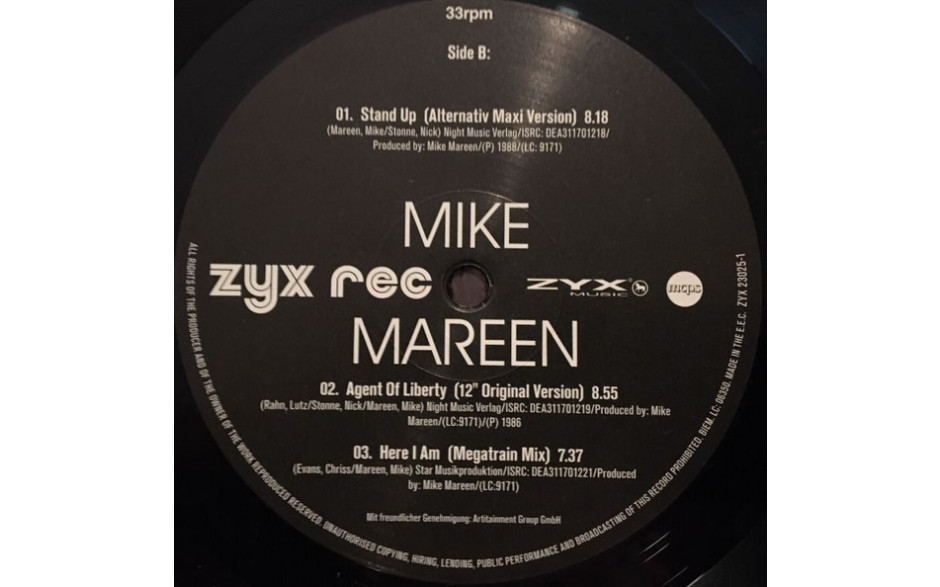 33rpm
Side B:
01. Stand Up (Alternativ Maxi Version) 8.18
(Mareen, Mike/Stonne, Nick) Night Music Verlag/ISRC: DEA311701218/
Produced by: Mike Mareen/(P) 1988/(LC: 9171)
MIKE
zyx rec
ZYX
MUSIC
mcps
MAREEN
02. Agent Of Liberty (12" Original Version) 8.55
(Rahn, Lutz/Stonne, Nick/Mareen, Mike) Night Music Verlag/ISRC: DEA311701219/Produced by: Mike
Mareen/(LC:9171)/(P) 1986
03. Here I Am (Megatrain Mix) 7.37
(Evans, Chriss/Mareen, Mike) Star Musikproduktion/ISRC: DEA311701221/Produced
by: Mike Mareen/(LC:9171)
Mit freundlicher Genehmigung: Artitainment Group GmbH
ALL RIGHTS OF THE PRODUCER AND OF THE OWNER OF THE WORK REPRODUCED RESERVED. UNAUTHORISED COPYING, HIRING, LENDING, PUBLIC PERFORMANCE AND BROADCASTING OF THIS RECORD PROHIBITED. BIEM. LC: 06350. MADE IN THE E.E.C. ZYX 23025-1